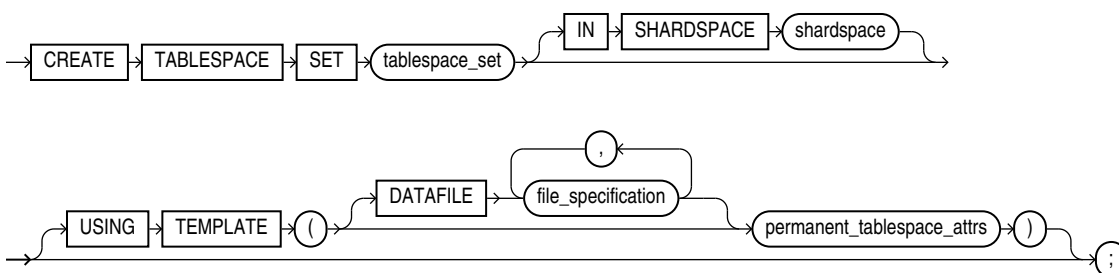 IN SHARDSPACE shardspace
CREATE TABLESPACE SET tablespace_set
,
DATAFILE file_specification
USING TEMPLATE ( permanent_tablespace_attrs )
;